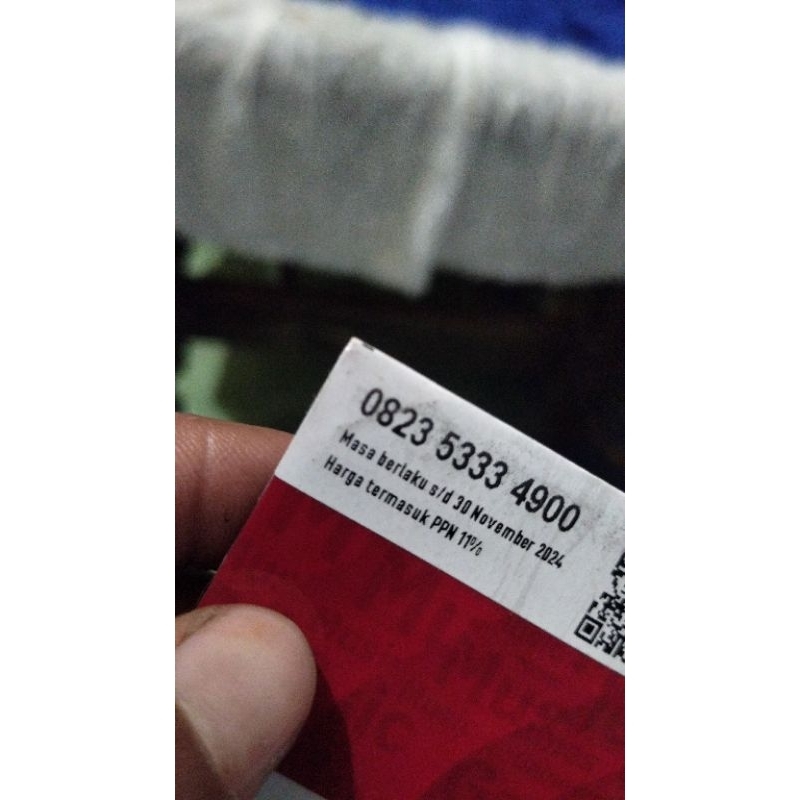 0823 5333 4900
Masa berlaku s/d 30 November 2024
Harga termasuk PPN 11%